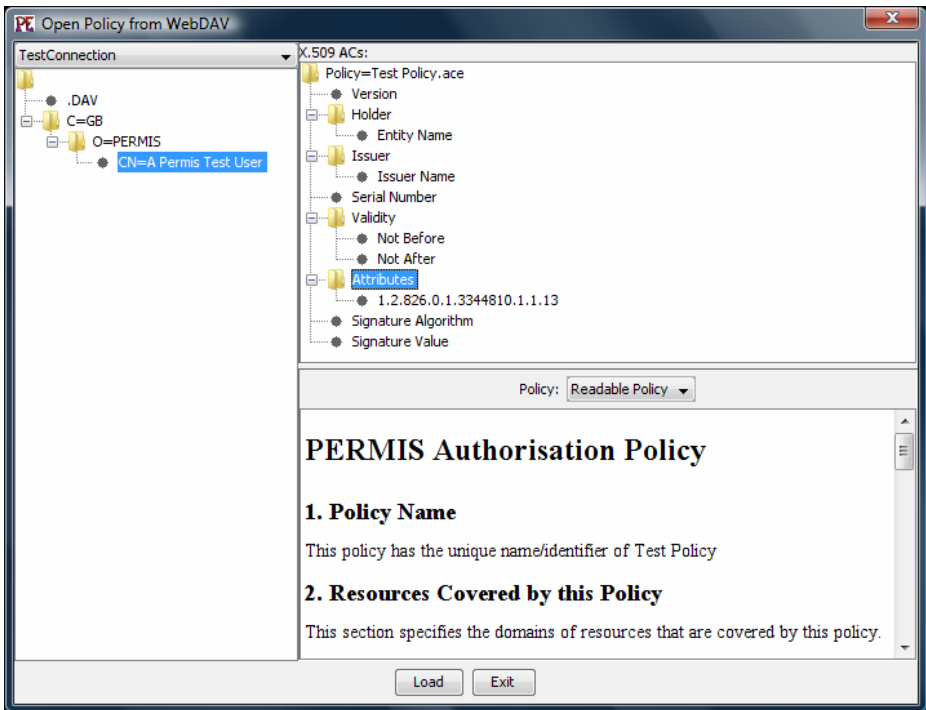 PE Open Policy from WebDAV
TestConnection
.DAV
C=GB
O=PERMIS
CN=A Permis Test User
X.509 ACs:
Policy=Test Policy.ace
Version
Holder
Entity Name
Issuer
Issuer Name
Serial Number
Validity
Not Before
Not After
Attributes
1.2.826.0.1.3344810.1.1.13
Signature Algorithm
Signature Value
Policy: Readable Policy
PERMIS Authorisation Policy
1. Policy Name
This policy has the unique name/identifier of Test Policy
2. Resources Covered by this Policy
This section specifies the domains of resources that are covered by this policy.
Load Exit